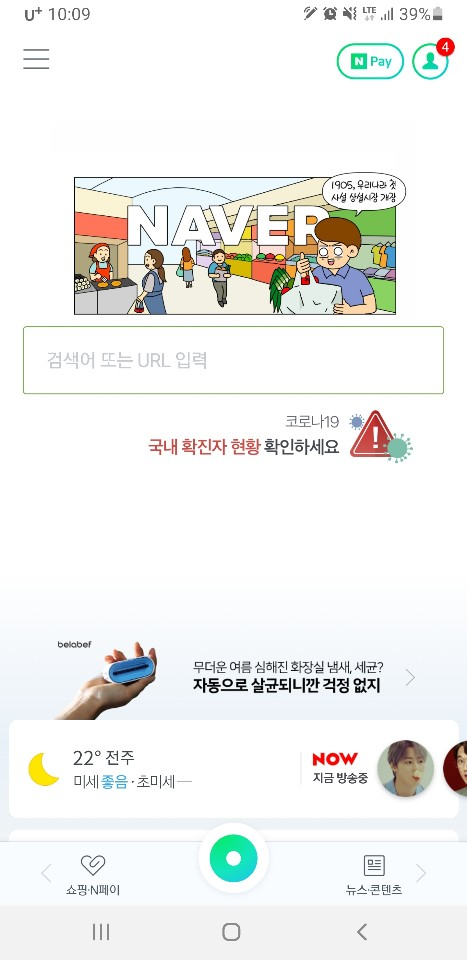 U+ 10:09
LTE
39%
N Pay
4
1905, 우리나라 첫
사설 상설시장 개장
NAVER
검색어 또는 URL 입력
코로나19
국내 확진자 현황 확인하세요
belabef
무더운 여름 심해진 화장실 냄새, 세균?
자동으로 살균되니깐 걱정 없지
22° 전주
미세 좋음 · 초미세 —
NOW
지금 방송중
쇼핑·N페이
뉴스·콘텐츠